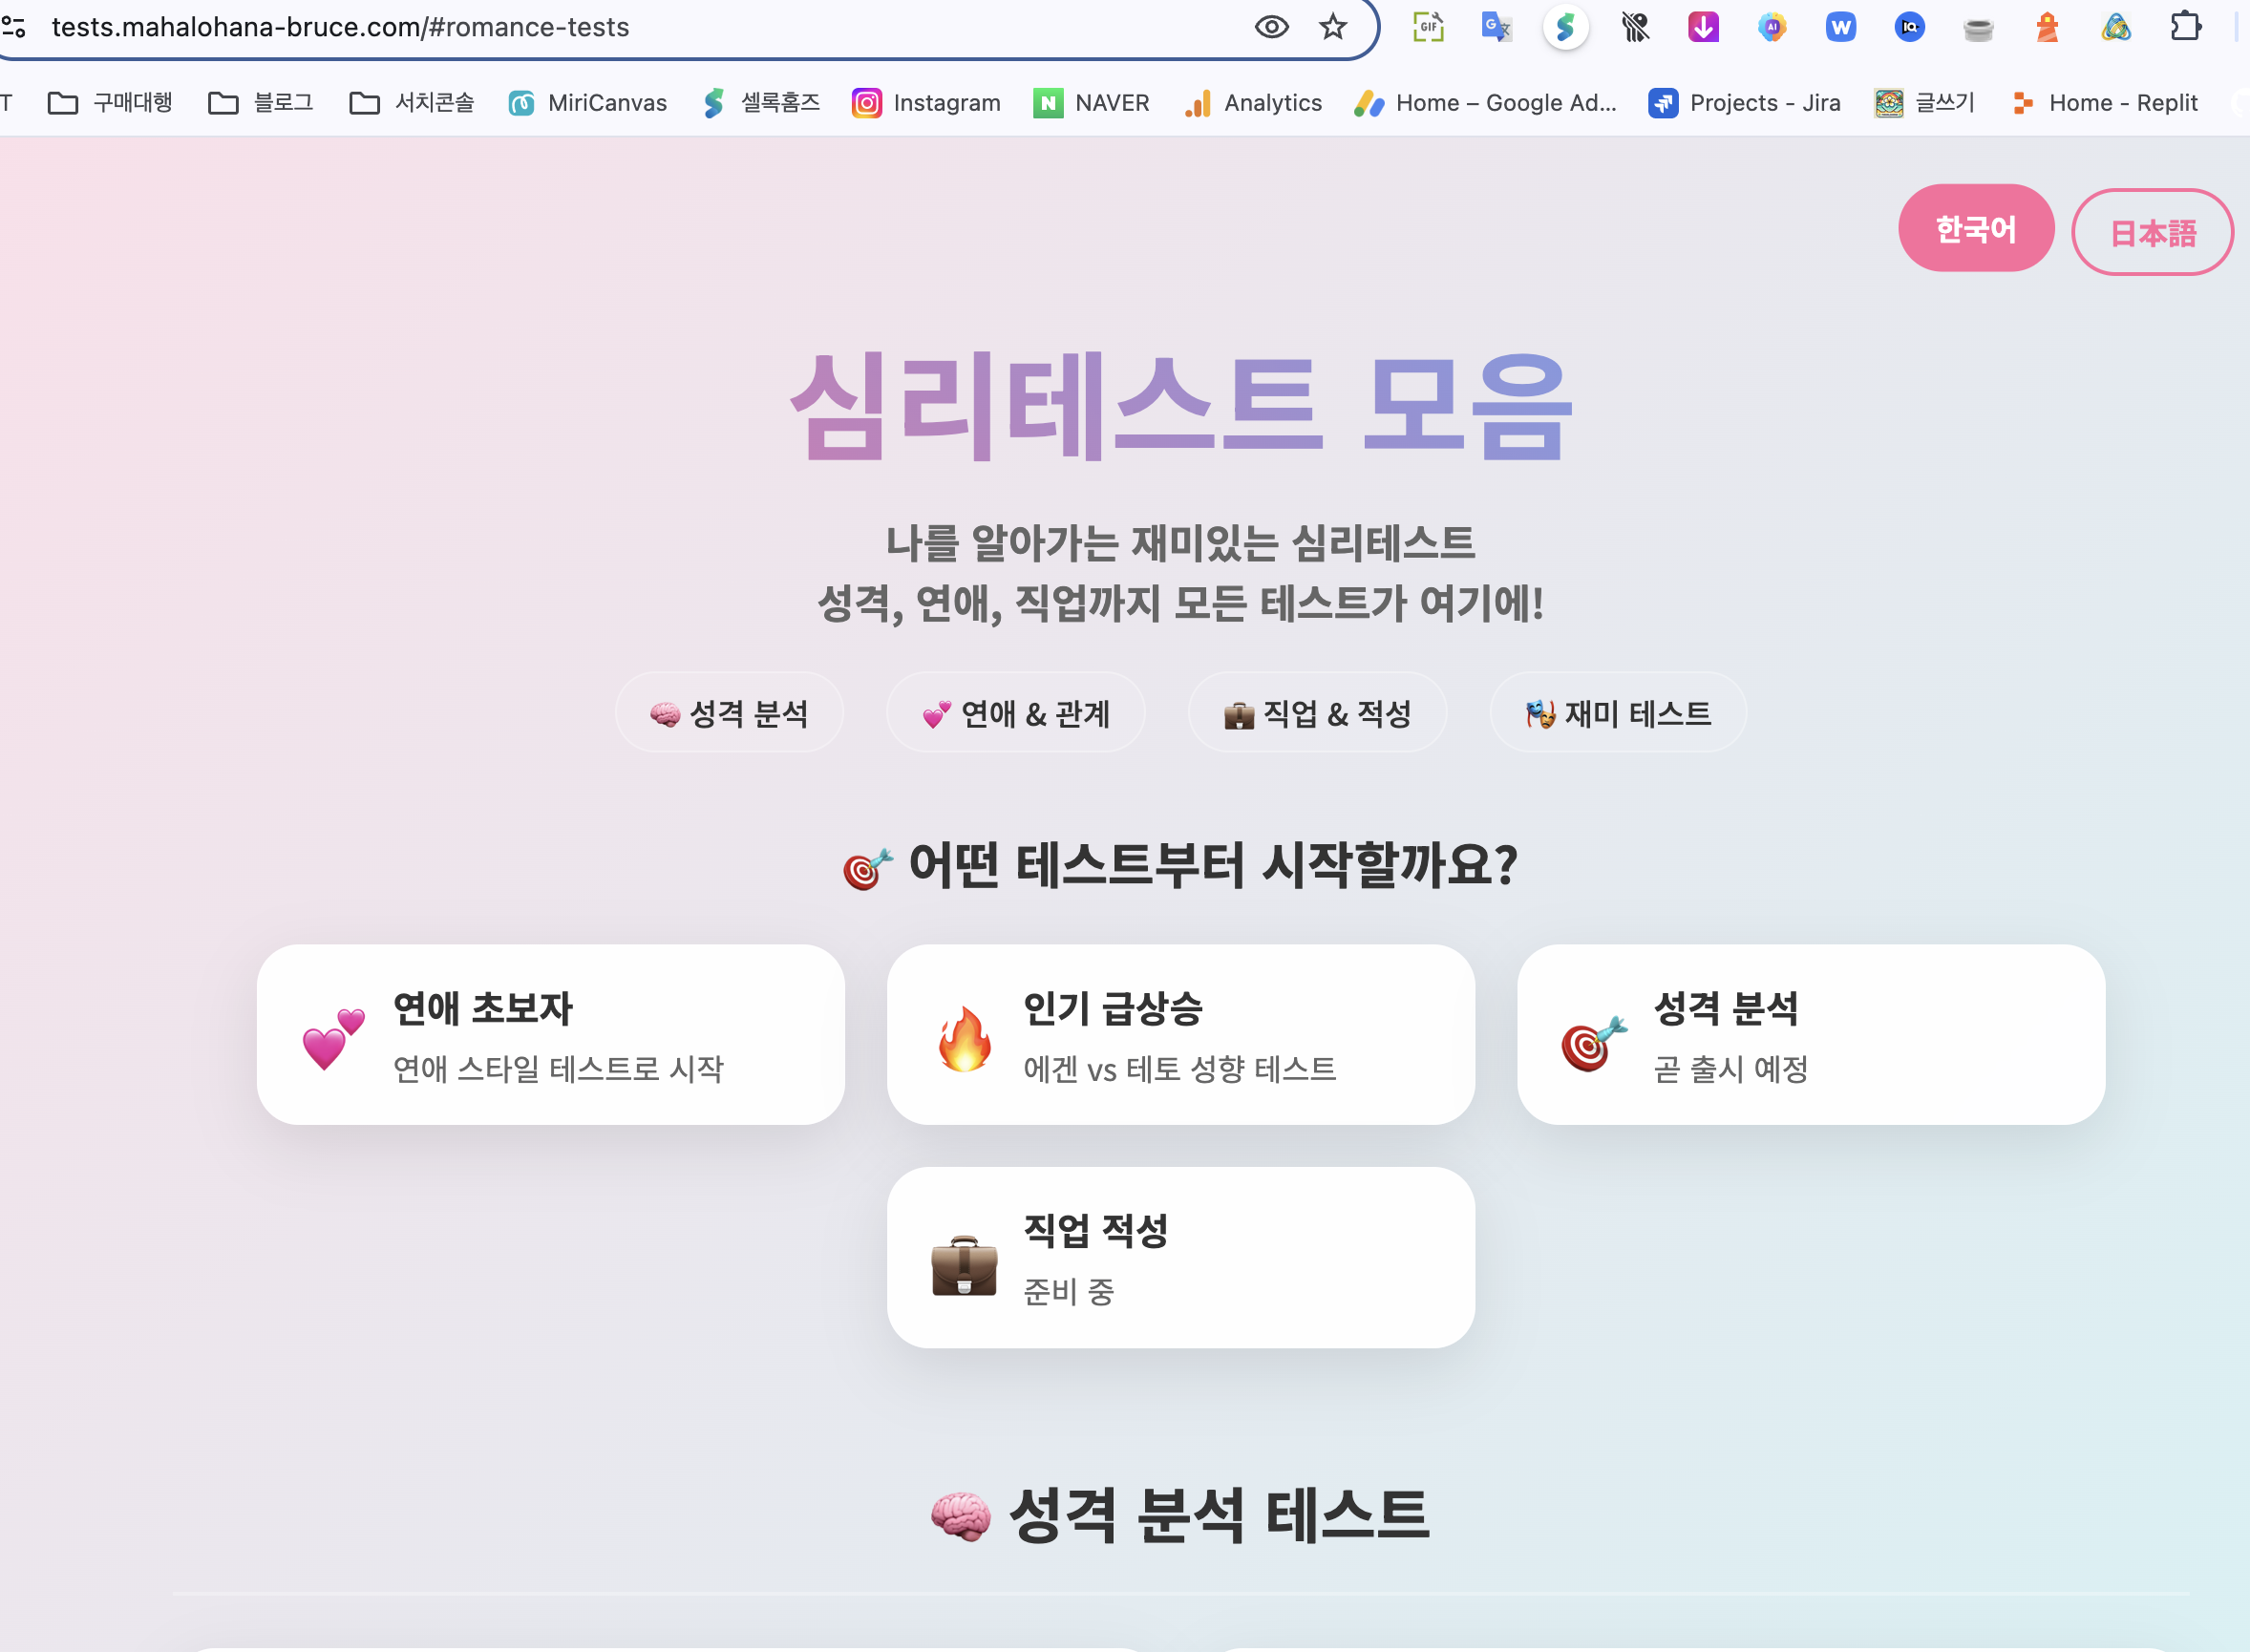 tests.mahalohana-bruce.com/#romance-tests
GIF
G
AI
W
IQ
T 구매대행 블로그 서치콘솔 MiriCanvas 셀록홈즈 Instagram N NAVER Analytics Home – Google Ad... Projects - Jira 글쓰기 Home - Replit
한국어 日本語
심리테스트 모음
나를 알아가는 재미있는 심리테스트
성격, 연애, 직업까지 모든 테스트가 여기에!
성격 분석 연애 & 관계 직업 & 적성 재미 테스트
어떤 테스트부터 시작할까요?
연애 초보자
연애 스타일 테스트로 시작
인기 급상승
에겐 vs 테토 성향 테스트
성격 분석
곧 출시 예정
직업 적성
준비 중
성격 분석 테스트